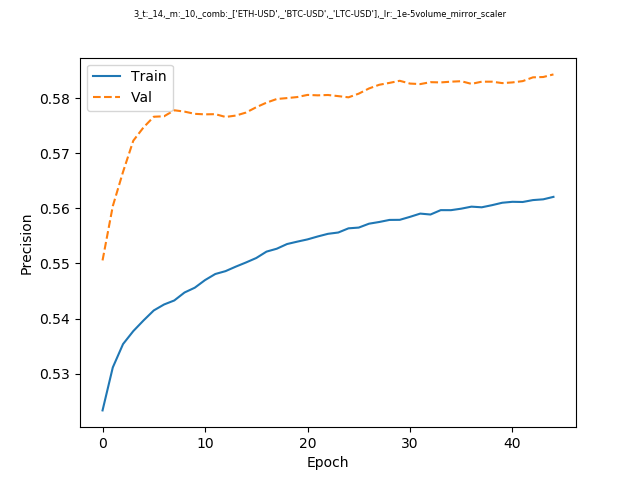 3_t:_14,_m:_10,_comb:_['ETH-USD',_'BTC-USD',_'LTC-USD'],_lr:_1e-5volume_mirror_scaler
Train
Val
0.58
0.57
0.56
0.55
0.54
0.53
Precision
0 10 20 30 40
Epoch